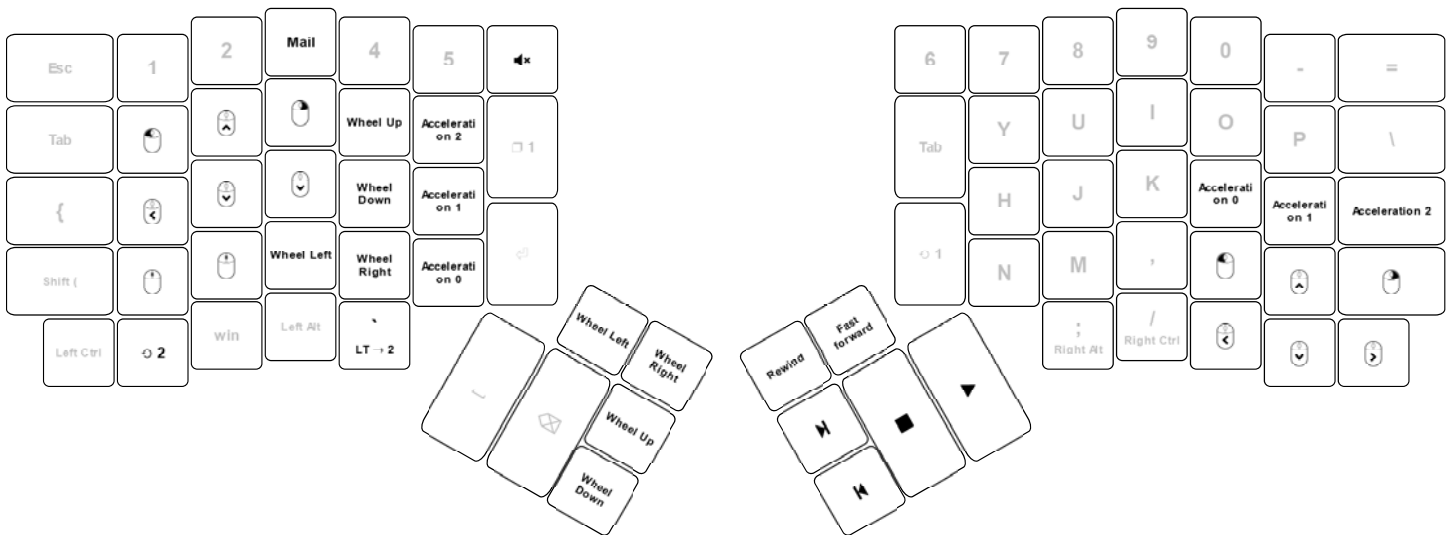 Esc 1 2 Mail 4 5
6 7 8 9 0 - =
Tab Wheel Up Accelerati
on 2 1
Tab Y U I O P \
{ Wheel
Down Accelerati
on 1
H J K Accelerati
on 0 Accelerati
on 1 Acceleration 2
Shift ( Wheel Left Wheel
Right Accelerati
on 0
1 N M ,
Left Ctrl 2 win Left Alt `
LT → 2
;
Right Alt /
Right Ctrl
Wheel Left Wheel
Right
Wheel Up
Wheel
Down
Rewind Fast
forward